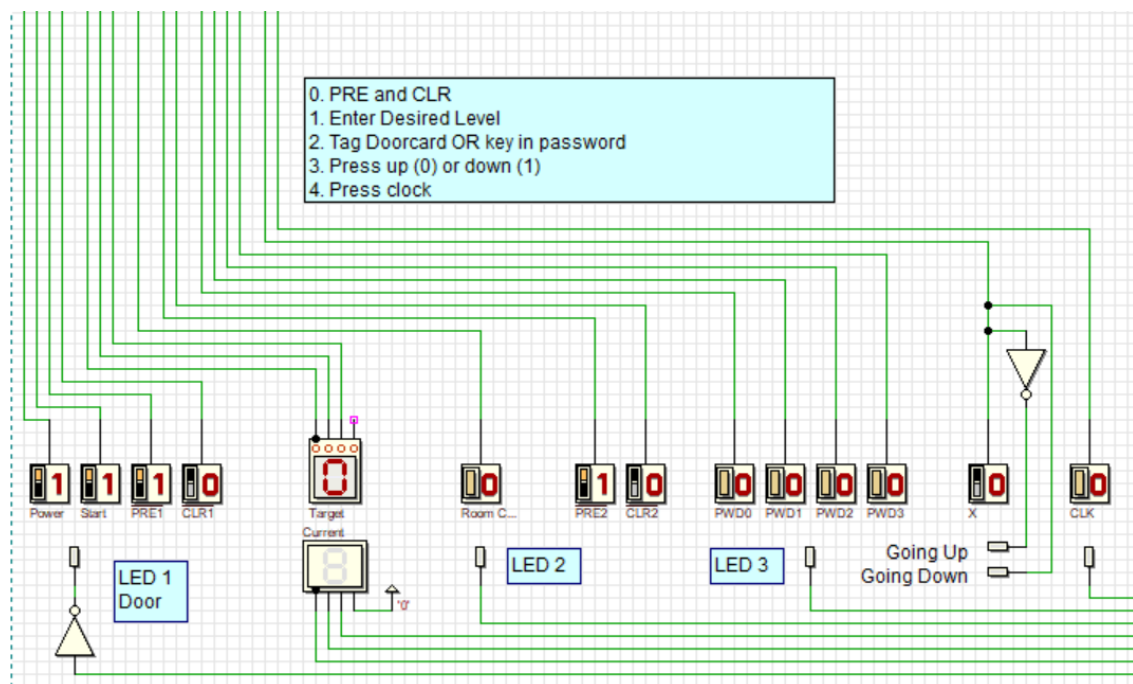 0. PRE and CLR
1. Enter Desired Level
2. Tag Doorcard OR key in password
3. Press up (0) or down (1)
4. Press clock
1 1 1 0 0 0 1 0 0 0 0 0 0 0
Power Start PRE1 CLR1 Target Room C... PRE2 CLR2 PWD0 PWD1 PWD2 PWD3 X CLK
Current
8
'0'
LED 1
Door
LED 2
LED 3
Going Up
Going Down